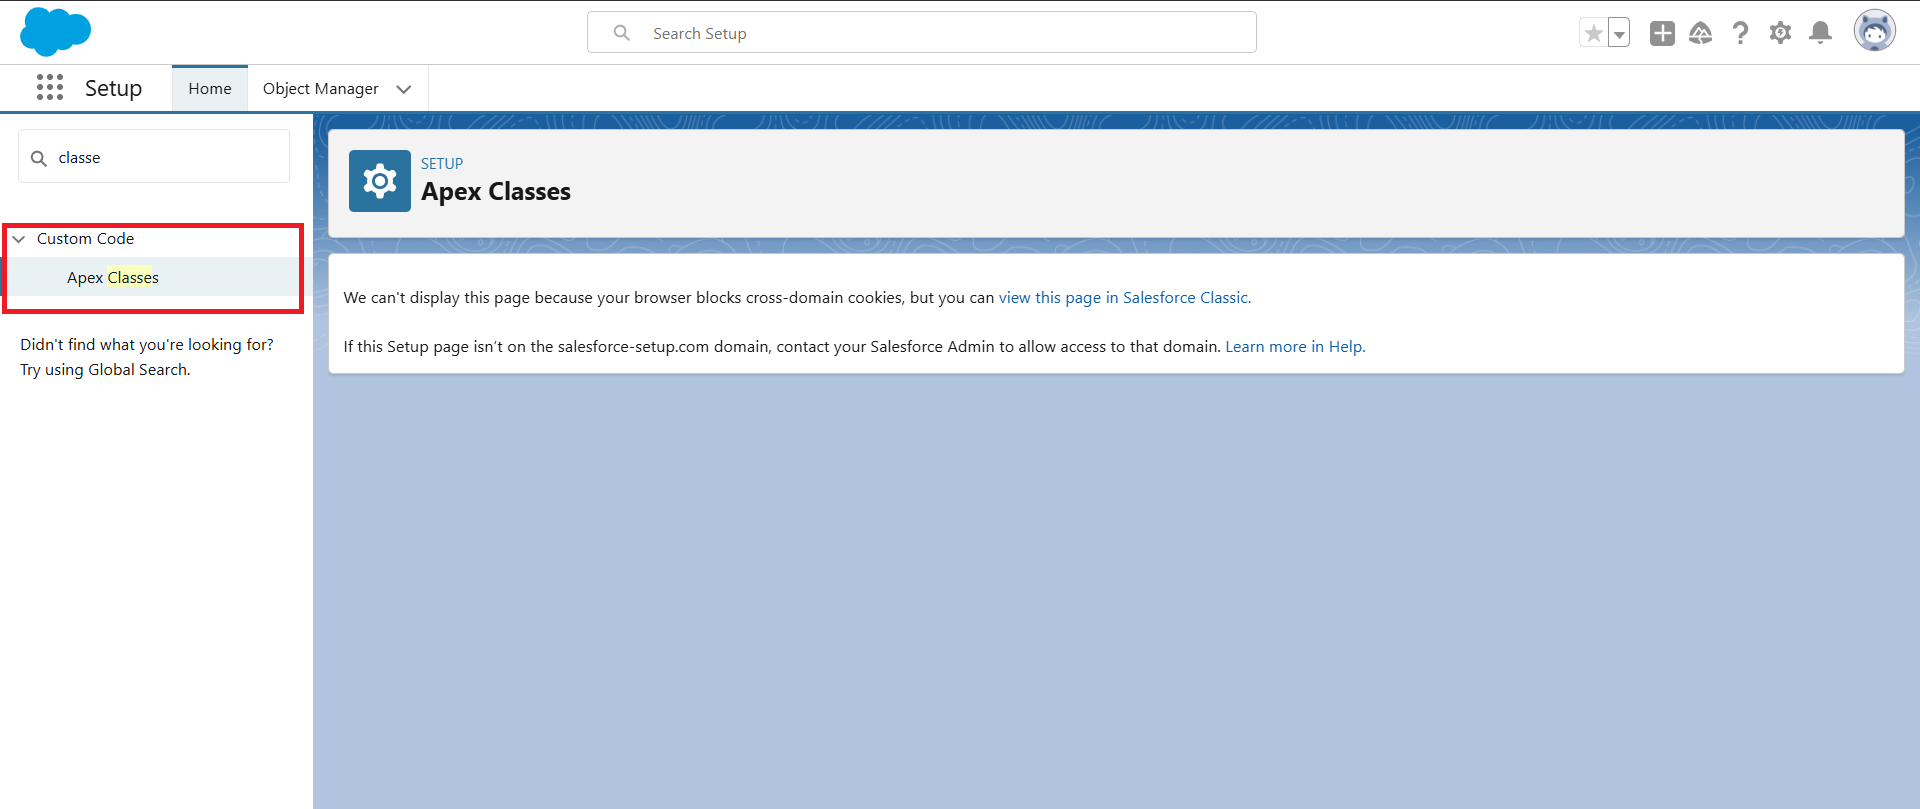 Search Setup
Setup
Home
Object Manager
classe
Custom Code
Apex Classes
Didn't find what you're looking for?
Try using Global Search.
SETUP
Apex Classes
We can't display this page because your browser blocks cross-domain cookies, but you can view this page in Salesforce Classic.
If this Setup page isn’t on the salesforce-setup.com domain, contact your Salesforce Admin to allow access to that domain. Learn more in Help.